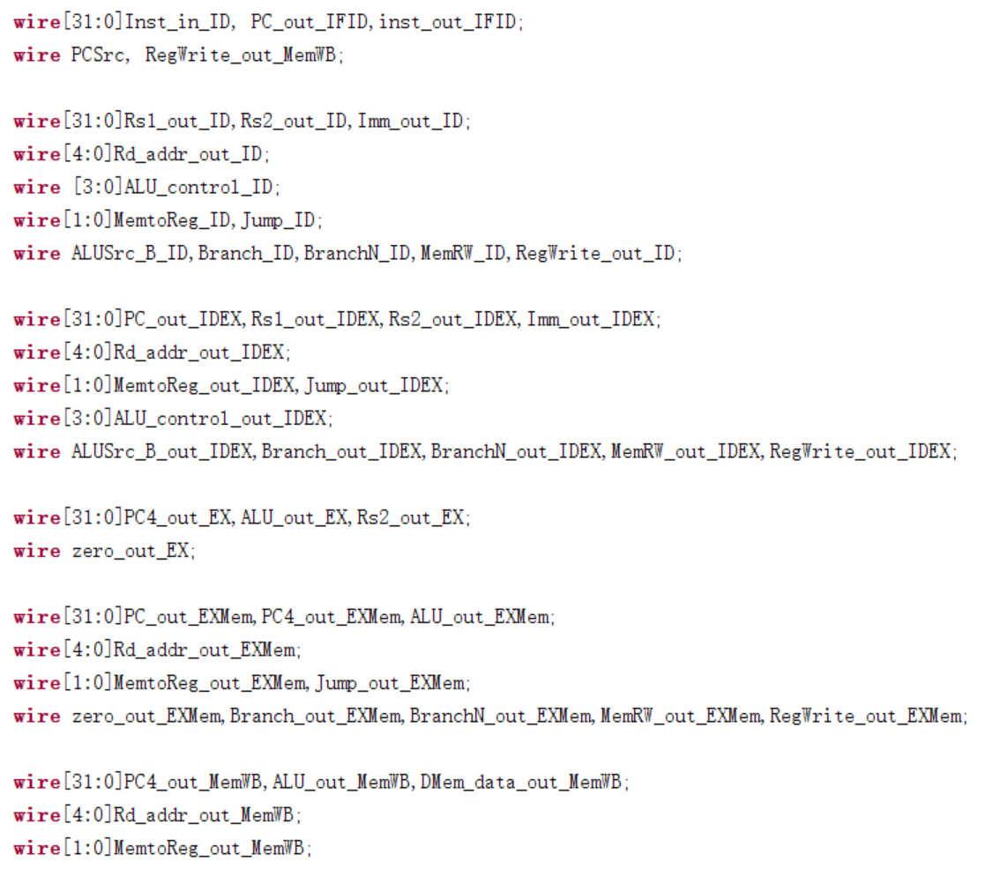 wire[31:0]Inst_in_ID, PC_out_IFID,inst_out_IFID;
wire PCSrc, RegWrite_out_MemWB;
wire[31:0]Rs1_out_ID,Rs2_out_ID,Imm_out_ID;
wire[4:0]Rd_addr_out_ID;
wire [3:0]ALU_control_ID;
wire[1:0]MemtoReg_ID,Jump_ID;
wire ALUSrc_B_ID,Branch_ID,BranchN_ID,MemRW_ID,RegWrite_out_ID;
wire[31:0]PC_out_IDEX,Rs1_out_IDEX,Rs2_out_IDEX,Imm_out_IDEX;
wire[4:0]Rd_addr_out_IDEX;
wire[1:0]MemtoReg_out_IDEX,Jump_out_IDEX;
wire[3:0]ALU_control_out_IDEX;
wire ALUSrc_B_out_IDEX,Branch_out_IDEX,BranchN_out_IDEX,MemRW_out_IDEX,RegWrite_out_IDEX;
wire[31:0]PC4_out_EX,ALU_out_EX,Rs2_out_EX;
wire zero_out_EX;
wire[31:0]PC_out_EXMem,PC4_out_EXMem,ALU_out_EXMem;
wire[4:0]Rd_addr_out_EXMem;
wire[1:0]MemtoReg_out_EXMem,Jump_out_EXMem;
wire zero_out_EXMem,Branch_out_EXMem,BranchN_out_EXMem,MemRW_out_EXMem,RegWrite_out_EXMem;
wire[31:0]PC4_out_MemWB,ALU_out_MemWB,DMem_data_out_MemWB;
wire[4:0]Rd_addr_out_MemWB;
wire[1:0]MemtoReg_out_MemWB;